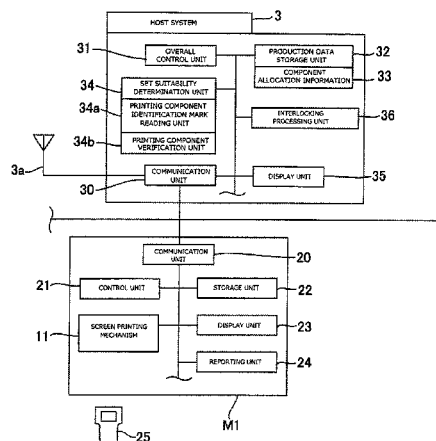 HOST SYSTEM
3
31
OVERALL CONTROL UNIT
PRODUCTION DATA STORAGE UNIT
32
COMPONENT ALLOCATION INFORMATION
33
34
SET SUITABILITY DETERMINATION UNIT
34a
PRINTING COMPONENT IDENTIFICATION MARK READING UNIT
34b
PRINTING COMPONENT VERIFICATION UNIT
INTERLOCKING PROCESSING UNIT
36
3a
30
COMMUNICATION UNIT
DISPLAY UNIT
35
COMMUNICATION UNIT
20
21
CONTROL UNIT
STORAGE UNIT
22
11
SCREEN PRINTING MECHANISM
DISPLAY UNIT
23
REPORTING UNIT
24
M1
25